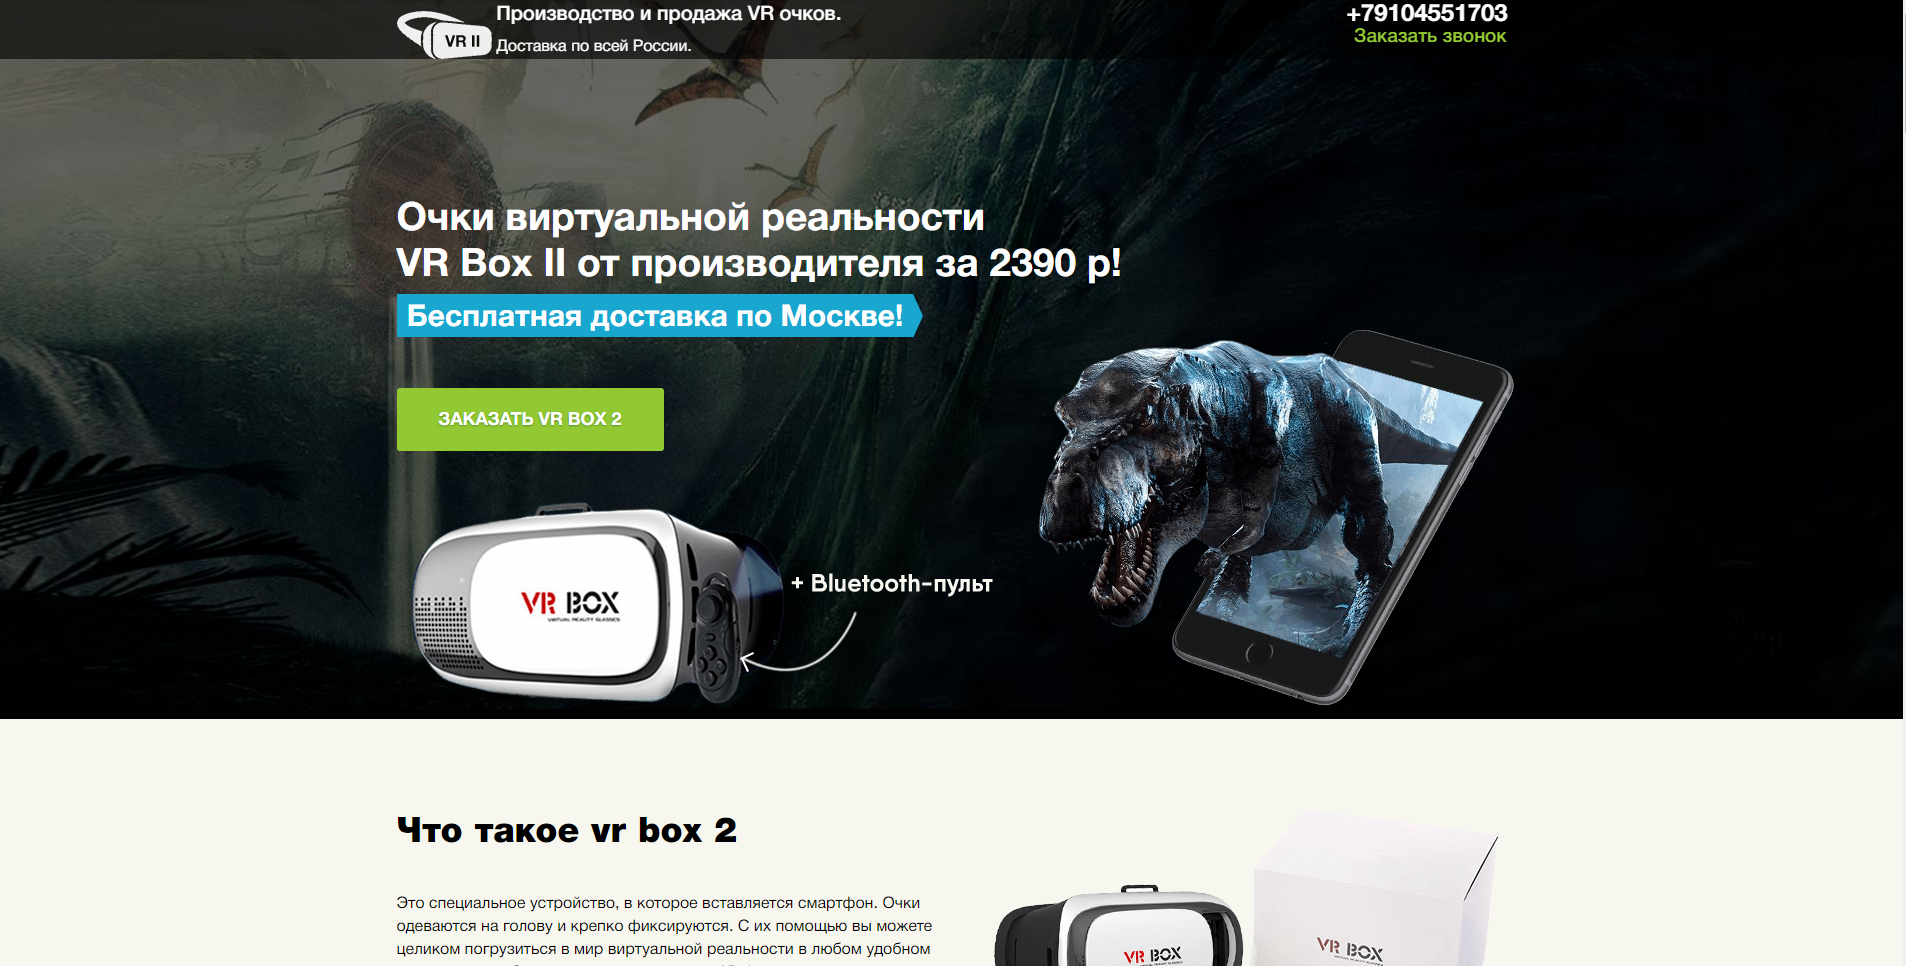 VR II
Производство и продажа VR очков.
Доставка по всей России.
+79104551703
Заказать звонок
Очки виртуальной реальности
VR Box II от производителя за 2390 р!
Бесплатная доставка по Москве!
ЗАКАЗАТЬ VR BOX 2
VR BOX
VIRTUAL REALITY GLASSES
+ Bluetooth-пульт
Что такое vr box 2
Это специальное устройство, в которое вставляется смартфон. Очки
одеваются на голову и крепко фиксируются. С их помощью вы можете
целиком погрузиться в мир виртуальной реальности в любом удобном
VR BOX
VR BOX